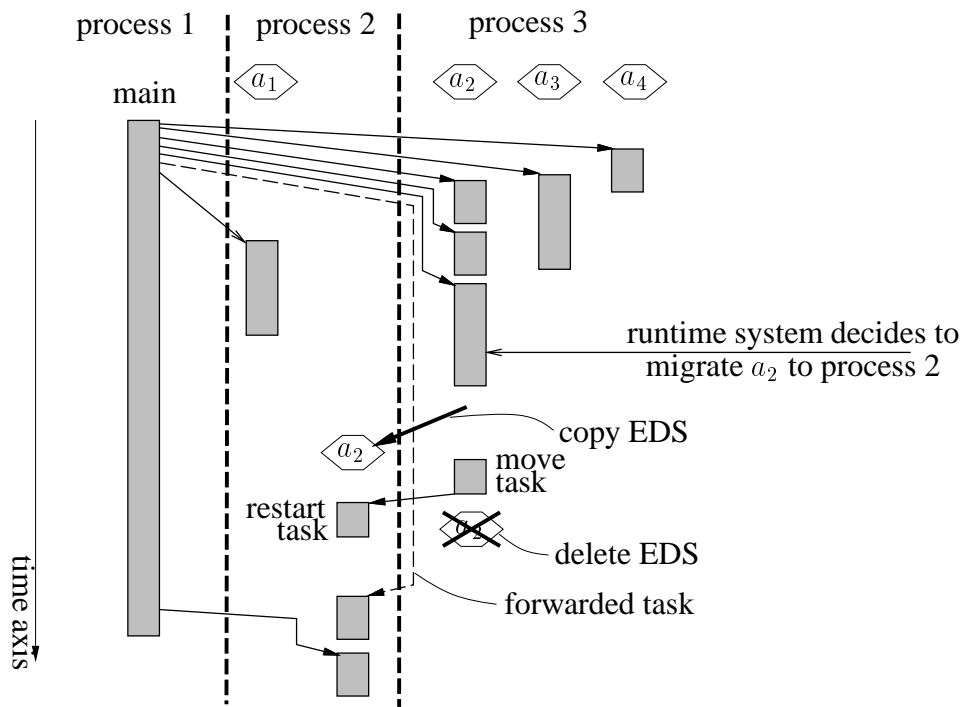 process 1
process 2
process 3
a1
a2
a3
a4
main
runtime system decides to
migrate a2 to process 2
copy EDS
a2
move
task
restart
task
a2
delete EDS
forwarded task
time axis